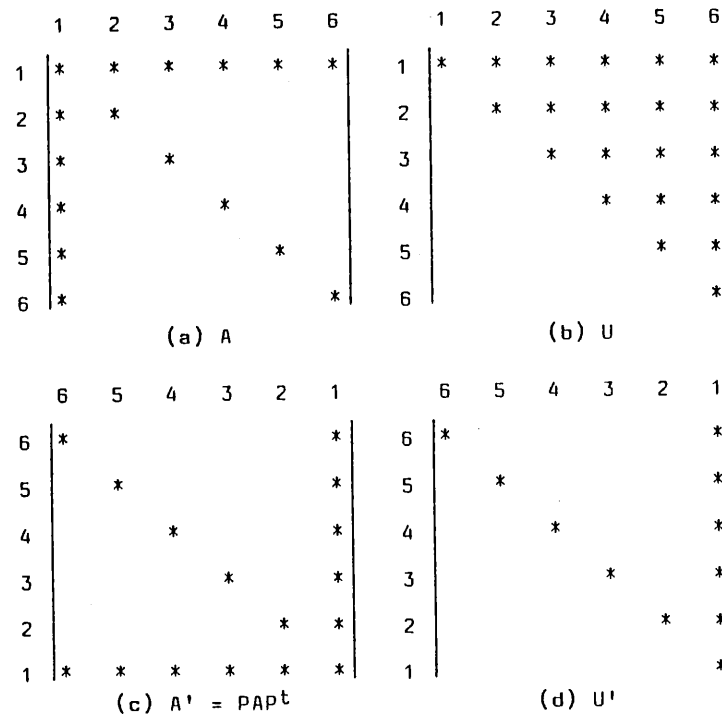 1 2 3 4 5 6 1 2 3 4 5 6
1 * * * * * * 1 * * * * * *
2 * * 2 * * * * *
3 * * 3 * * * *
4 * * 4 * * *
5 * * 5 * *
6 * * 6 *
(a) A (b) U
6 5 4 3 2 1 6 5 4 3 2 1
6 * * 6 * *
5 * * 5 * *
4 * * 4 * *
3 * * 3 * *
2 * * 2 * *
1 * * * * * * 1 *
(c) A' = PAPᵗ (d) U'